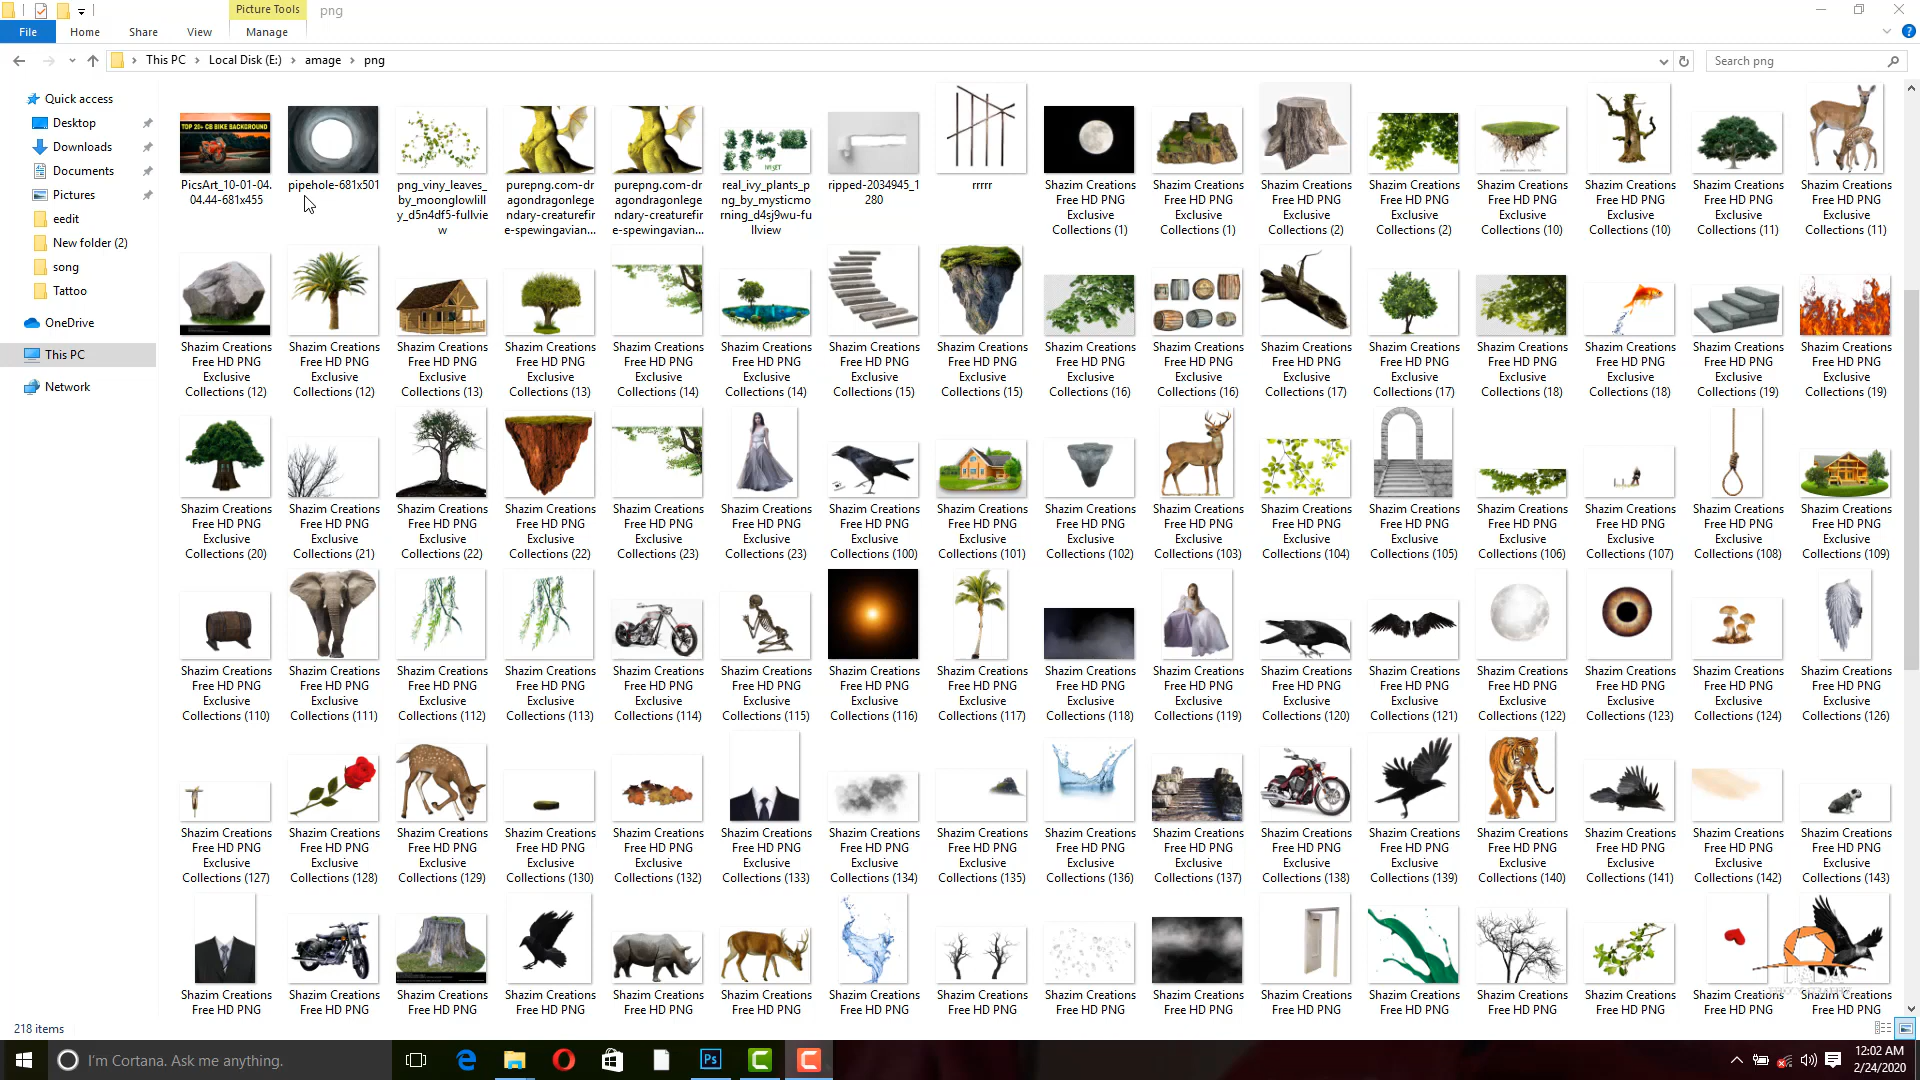 Picture Tools png
File Home Share View Manage
This PC Local Disk (E:) amage png Search png
Quick access
Desktop
Downloads
Documents
Pictures
eedit
New folder (2)
song
Tattoo
OneDrive
This PC
Network
TOP 20+ CB BIKE BACKGROUND
PicsArt_10-01-04. pipehole-681x501 png_viny_leaves_ purepng.com-dr purepng.com-dr real_ivy_plants_p ripped-2034945_1 rrrrr Shazim Creations Shazim Creations Shazim Creations Shazim Creations Shazim Creations Shazim Creations Shazim Creations Shazim Creations
04.44-681x455 by_moonglowlill agondragonlege agondragonlege ng_by_mysticmo 280 Free HD PNG Free HD PNG Free HD PNG Free HD PNG Free HD PNG Free HD PNG Free HD PNG Free HD PNG
y_d5n4df5-fullvie ndary-creaturefir ndary-creaturefir rning_d4sj9wu-fu Exclusive Exclusive Exclusive Exclusive Exclusive Exclusive Exclusive Exclusive
w e-spewingavian... e-spewingavian... llview Collections (1) Collections (1) Collections (2) Collections (2) Collections (10) Collections (10) Collections (11) Collections (11)
Shazim Creations Shazim Creations Shazim Creations Shazim Creations Shazim Creations Shazim Creations Shazim Creations Shazim Creations Shazim Creations Shazim Creations Shazim Creations Shazim Creations Shazim Creations Shazim Creations Shazim Creations Shazim Creations
Free HD PNG Free HD PNG Free HD PNG Free HD PNG Free HD PNG Free HD PNG Free HD PNG Free HD PNG Free HD PNG Free HD PNG Free HD PNG Free HD PNG Free HD PNG Free HD PNG Free HD PNG Free HD PNG
Exclusive Exclusive Exclusive Exclusive Exclusive Exclusive Exclusive Exclusive Exclusive Exclusive Exclusive Exclusive Exclusive Exclusive Exclusive Exclusive
Collections (12) Collections (12) Collections (13) Collections (13) Collections (14) Collections (14) Collections (15) Collections (15) Collections (16) Collections (16) Collections (17) Collections (17) Collections (18) Collections (18) Collections (19) Collections (19)
Shazim Creations Shazim Creations Shazim Creations Shazim Creations Shazim Creations Shazim Creations Shazim Creations Shazim Creations Shazim Creations Shazim Creations Shazim Creations Shazim Creations Shazim Creations Shazim Creations Shazim Creations Shazim Creations
Free HD PNG Free HD PNG Free HD PNG Free HD PNG Free HD PNG Free HD PNG Free HD PNG Free HD PNG Free HD PNG Free HD PNG Free HD PNG Free HD PNG Free HD PNG Free HD PNG Free HD PNG Free HD PNG
Exclusive Exclusive Exclusive Exclusive Exclusive Exclusive Exclusive Exclusive Exclusive Exclusive Exclusive Exclusive Exclusive Exclusive Exclusive Exclusive
Collections (20) Collections (21) Collections (22) Collections (22) Collections (23) Collections (23) Collections (100) Collections (101) Collections (102) Collections (103) Collections (104) Collections (105) Collections (106) Collections (107) Collections (108) Collections (109)
Shazim Creations Shazim Creations Shazim Creations Shazim Creations Shazim Creations Shazim Creations Shazim Creations Shazim Creations Shazim Creations Shazim Creations Shazim Creations Shazim Creations Shazim Creations Shazim Creations Shazim Creations Shazim Creations
Free HD PNG Free HD PNG Free HD PNG Free HD PNG Free HD PNG Free HD PNG Free HD PNG Free HD PNG Free HD PNG Free HD PNG Free HD PNG Free HD PNG Free HD PNG Free HD PNG Free HD PNG Free HD PNG
Exclusive Exclusive Exclusive Exclusive Exclusive Exclusive Exclusive Exclusive Exclusive Exclusive Exclusive Exclusive Exclusive Exclusive Exclusive Exclusive
Collections (110) Collections (111) Collections (112) Collections (113) Collections (114) Collections (115) Collections (116) Collections (117) Collections (118) Collections (119) Collections (120) Collections (121) Collections (122) Collections (123) Collections (124) Collections (126)
Shazim Creations Shazim Creations Shazim Creations Shazim Creations Shazim Creations Shazim Creations Shazim Creations Shazim Creations Shazim Creations Shazim Creations Shazim Creations Shazim Creations Shazim Creations Shazim Creations Shazim Creations Shazim Creations
Free HD PNG Free HD PNG Free HD PNG Free HD PNG Free HD PNG Free HD PNG Free HD PNG Free HD PNG Free HD PNG Free HD PNG Free HD PNG Free HD PNG Free HD PNG Free HD PNG Free HD PNG Free HD PNG
Exclusive Exclusive Exclusive Exclusive Exclusive Exclusive Exclusive Exclusive Exclusive Exclusive Exclusive Exclusive Exclusive Exclusive Exclusive Exclusive
Collections (127) Collections (128) Collections (129) Collections (130) Collections (132) Collections (133) Collections (134) Collections (135) Collections (136) Collections (137) Collections (138) Collections (139) Collections (140) Collections (141) Collections (142) Collections (143)
Shazim Creations Shazim Creations Shazim Creations Shazim Creations Shazim Creations Shazim Creations Shazim Creations Shazim Creations Shazim Creations Shazim Creations Shazim Creations Shazim Creations Shazim Creations Shazim Creations Shazim Creations Shazim Creations
Free HD PNG Free HD PNG Free HD PNG Free HD PNG Free HD PNG Free HD PNG Free HD PNG Free HD PNG Free HD PNG Free HD PNG Free HD PNG Free HD PNG Free HD PNG Free HD PNG Free HD PNG Free HD PNG
218 items
I'm Cortana. Ask me anything. Ps 12:02 AM
2/24/2020